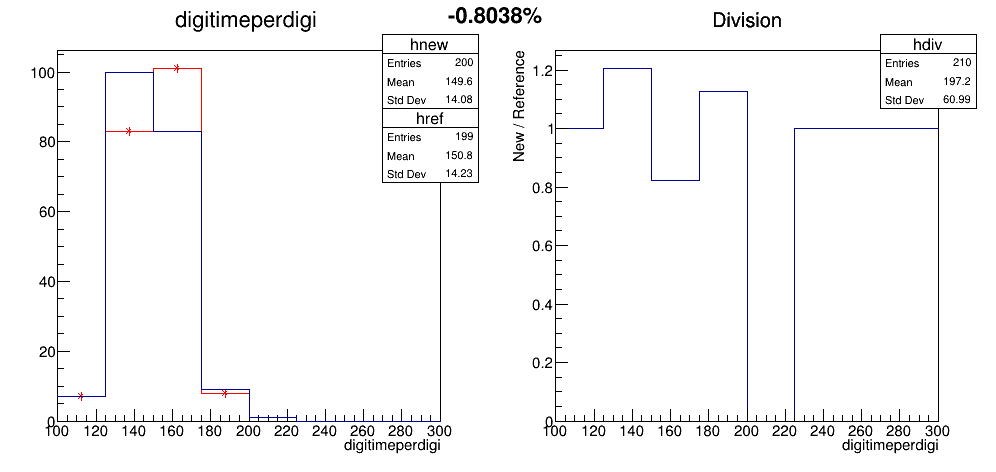 -0.8038%
digitimeperdigi
hnew
Entries 200
Mean 149.6
Std Dev 14.08
href
Entries 199
Mean 150.8
Std Dev 14.23
100
80
60
40
20
0
100 120 140 160 180 200 220 240 260 280 300
digitimeperdigi
Division
hdiv
Entries 210
Mean 197.2
Std Dev 60.99
New / Reference
1.2
1
0.8
0.6
0.4
0.2
0
100 120 140 160 180 200 220 240 260 280 300
digitimeperdigi